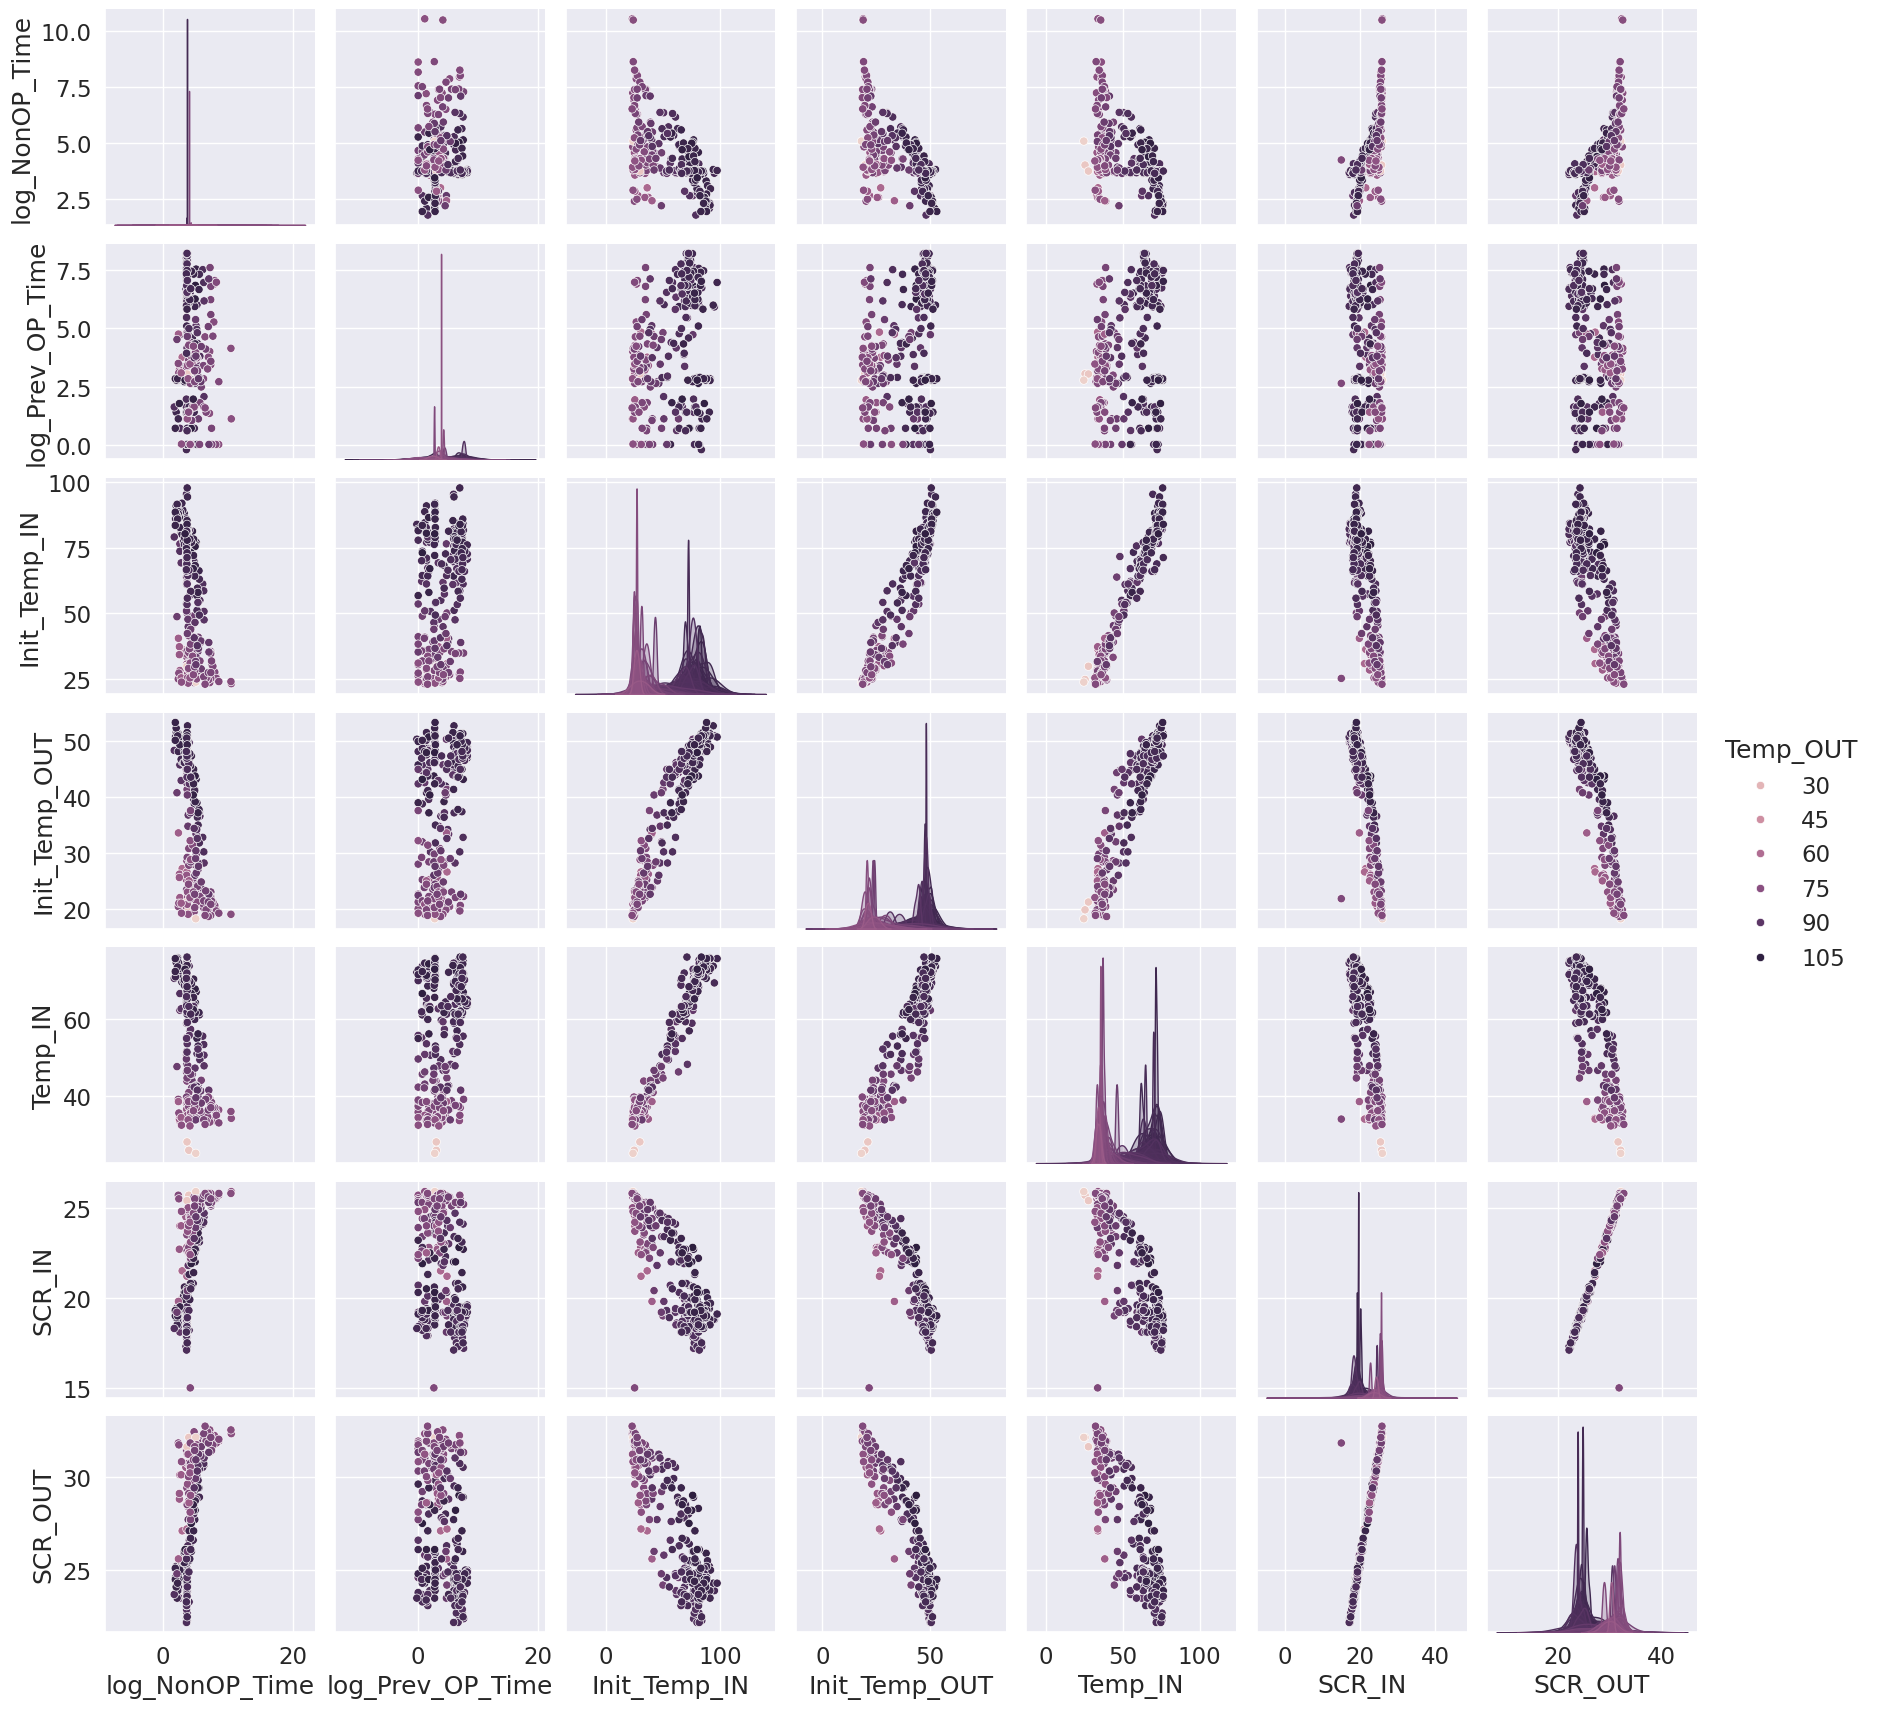 log_NonOP_Time
10.0
7.5
5.0
2.5
log_Prev_OP_Time
7.5
5.0
2.5
0.0
Init_Temp_IN
100
75
50
25
Init_Temp_OUT
50
40
30
20
Temp_OUT
30
45
60
75
90
105
Temp_IN
60
40
SCR_IN
25
20
15
SCR_OUT
30
25
0 20 0 20 0 100 0 50 0 50 100 0 20 40 20 40
log_NonOP_Time log_Prev_OP_Time Init_Temp_IN Init_Temp_OUT Temp_IN SCR_IN SCR_OUT